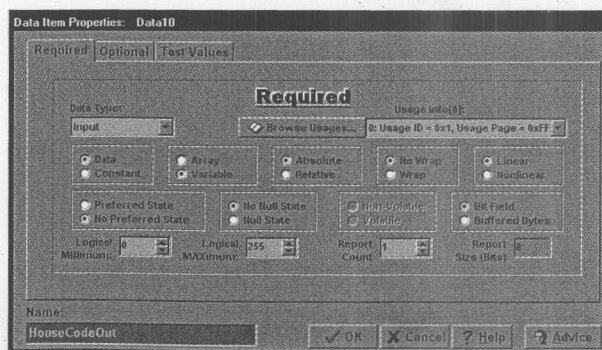 Data Item Properties: Data10
Required Optional Test Values
Required
Data Type: Usage Info[0]:
Input Browse Usages... 0: Usage ID = 0x1, Usage Page = 0xFF
Data Array Absolute No Wrap Linear
Constant Variable Relative Wrap Nonlinear
Preferred State No Null State Non-Volatile Bit Field
No Preferred State Null State Volatile Buffered Bytes
Logical Minimum: 0 Logical MAXimum: 255 Report Count 1 Report Size (Bits) 8
Name:
HouseCodeOut OK Cancel ? Help Advice